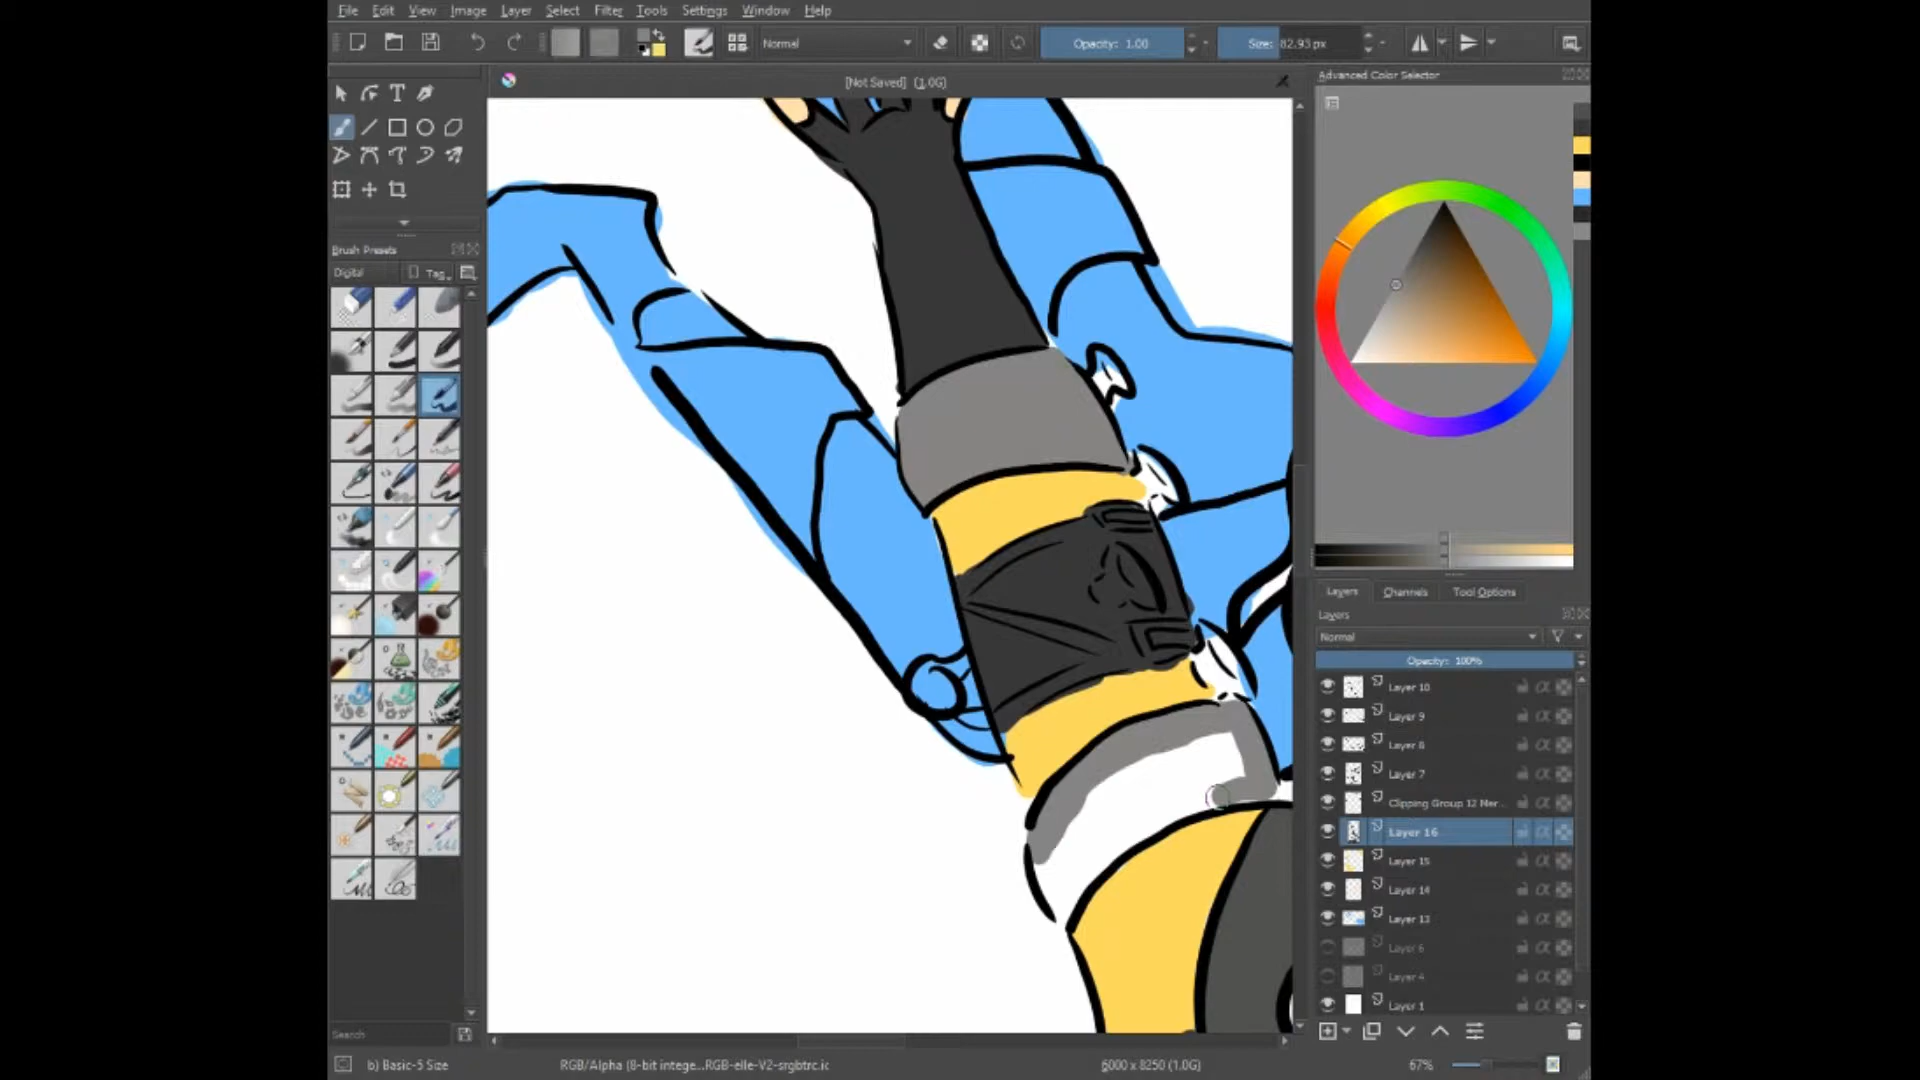 File Edit View Image Layer Select Filter Tools Settings Window Help
Normal Opacity: 1.00 Size: 82.93 px
[Not Saved] (1.0G)
Advanced Color Selector
Brush Presets
Digital Tag
Layers Channels Tool Options
Layers
Normal
Opacity: 100%
Layer 10
Layer 9
Layer 8
Layer 7
Clipping Group 12 Mer...
Layer 16
Layer 15
Layer 14
Layer 13
Layer 6
Layer 4
Layer 1
Search
b) Basic-5 Size RGB/Alpha (8-bit intege...RGB-elle-V2-srgbtrc.ic 6000 x 8250 (1.0G) 67%